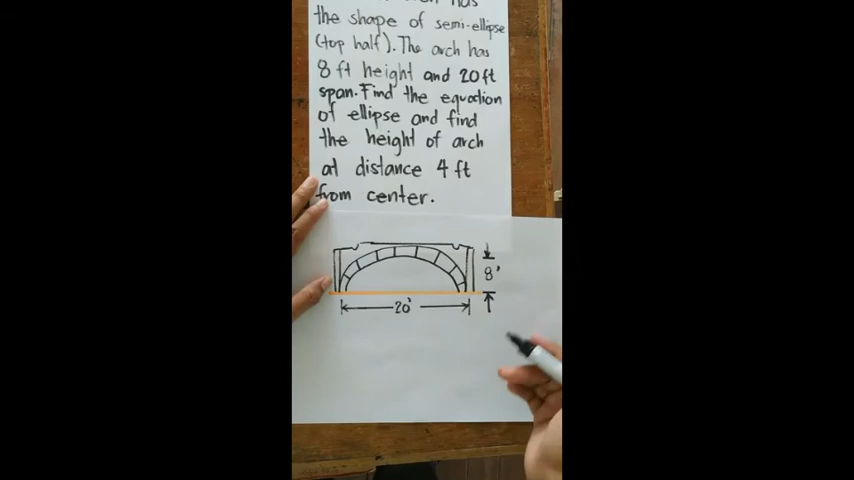 the shape of semi-ellipse
(top half). The arch has
8 ft height and 20 ft
span. Find the equation
of ellipse and find
the height of arch
at distance 4 ft
from center.
8'
20'